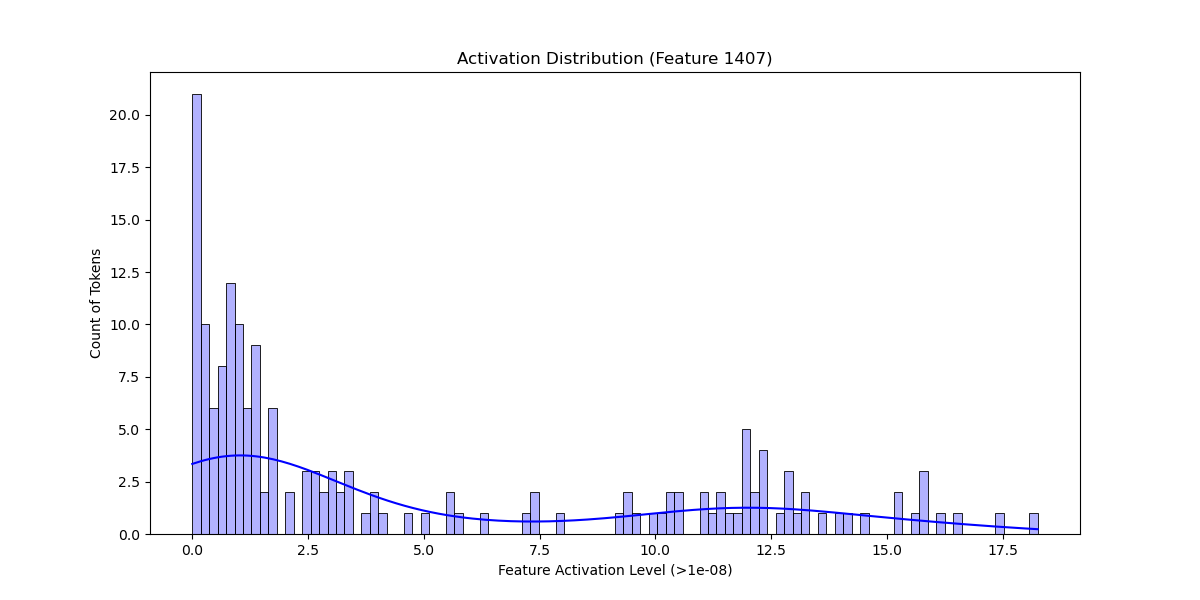 Activation Distribution (Feature 1407)
Count of Tokens
20.0
17.5
15.0
12.5
10.0
7.5
5.0
2.5
0.0
0.0 2.5 5.0 7.5 10.0 12.5 15.0 17.5
Feature Activation Level (>1e-08)